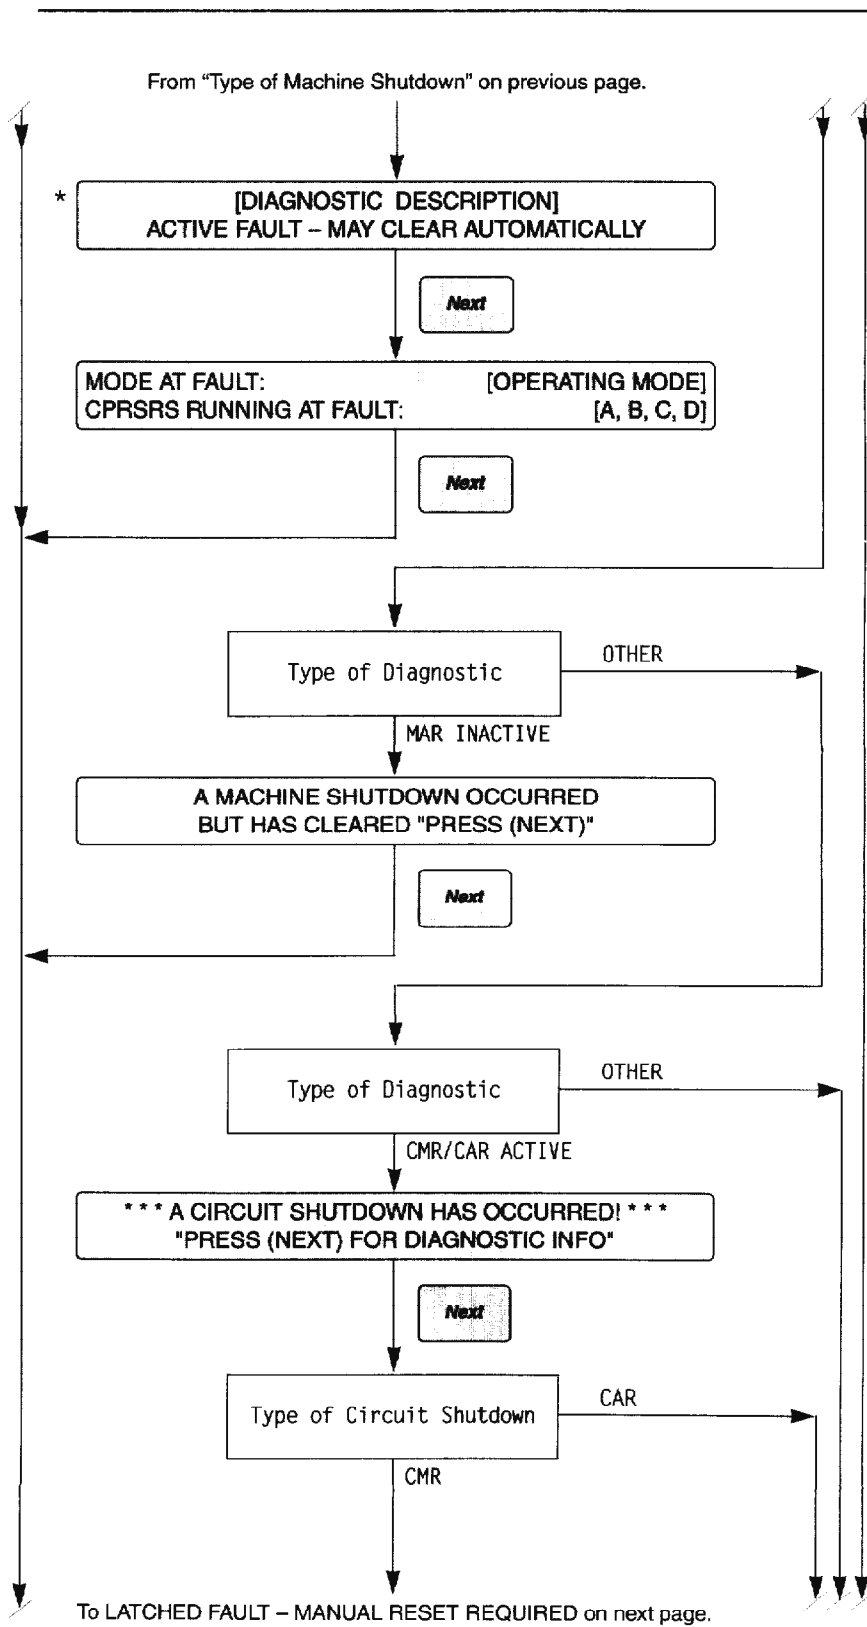 From “Type of Machine Shutdown” on previous page.
*
[DIAGNOSTIC DESCRIPTION]
ACTIVE FAULT – MAY CLEAR AUTOMATICALLY
Next
MODE AT FAULT: [OPERATING MODE]
CPRSRS RUNNING AT FAULT: [A, B, C, D]
Next
Type of Diagnostic
OTHER
MAR INACTIVE
A MACHINE SHUTDOWN OCCURRED
BUT HAS CLEARED "PRESS (NEXT)"
Next
Type of Diagnostic
OTHER
CMR/CAR ACTIVE
* * * A CIRCUIT SHUTDOWN HAS OCCURRED! * * *
"PRESS (NEXT) FOR DIAGNOSTIC INFO"
Next
Type of Circuit Shutdown
CAR
CMR
To LATCHED FAULT – MANUAL RESET REQUIRED on next page.